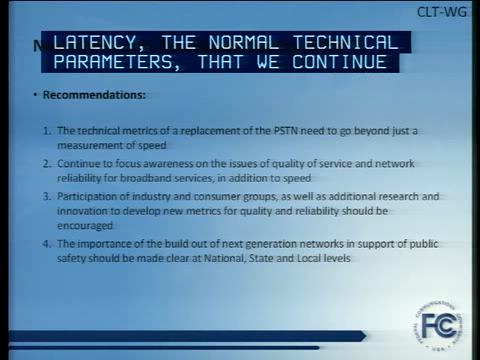 CLT-WG
LATENCY, THE NORMAL TECHNICAL
PARAMETERS, THAT WE CONTINUE
• Recommendations:
1. The technical metrics of a replacement of the PSTN need to go beyond just a
measurement of speed
2. Continue to focus awareness on the issues of quality of service and network
reliability for broadband services, in addition to speed
3. Participation of industry and consumer groups, as well as additional research and
innovation to develop new metrics for quality and reliability should be
encouraged
4. The importance of the build out of next generation networks in support of public
safety should be made clear at National, State and Local levels
FEDERAL COMMUNICATIONS COMMISSION
FCC
USA